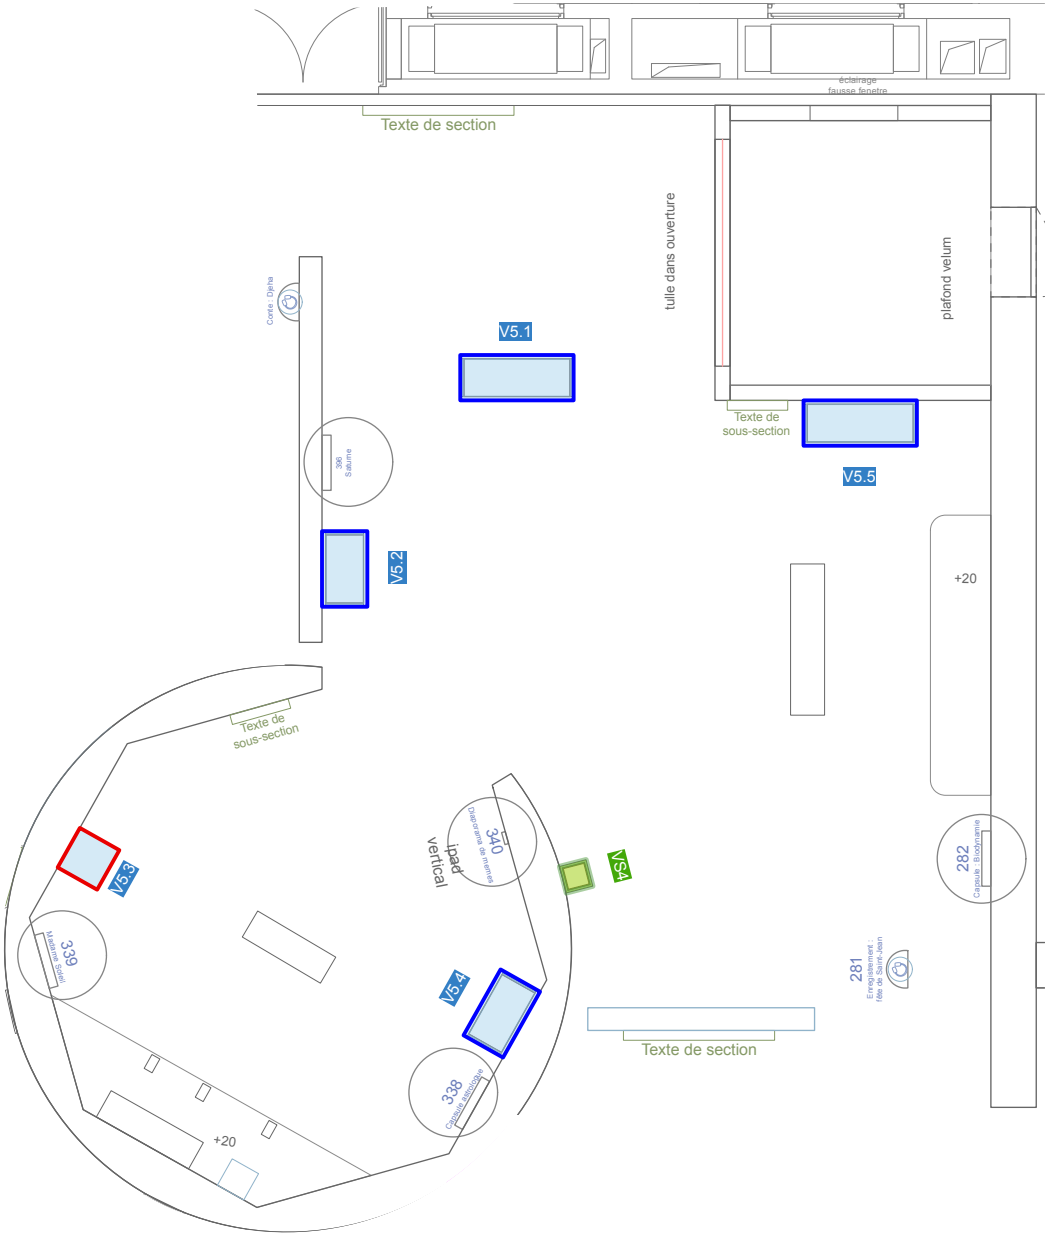 éclairage
fausse fenetre
Texte de section
tulle dans ouverture
plafond velum
Conte : Djeha
V5.1
Texte de
sous-section
V5.5
396
Saturne
V5.2
+20
Texte de
sous-section
340
Diaporama de memes
ipad
vertical
VS4
V5.3
282
Capsule : Biodynamie
339
Madame Soleil
281
Enregistrement :
fête de Saint-Jean
V5.4
Texte de section
338
Capsule astrologue
+20